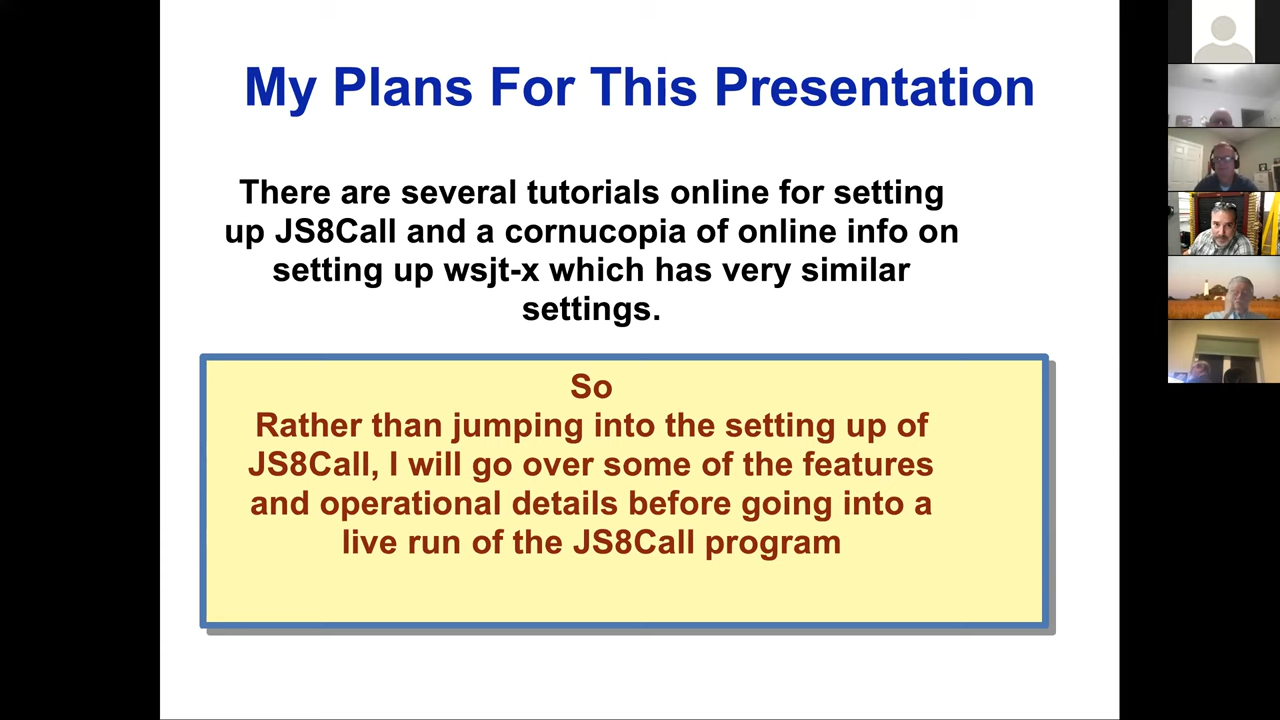 My Plans For This Presentation
There are several tutorials online for setting
up JS8Call and a cornucopia of online info on
setting up wsjt-x which has very similar
settings.
So
Rather than jumping into the setting up of
JS8Call, I will go over some of the features
and operational details before going into a
live run of the JS8Call program